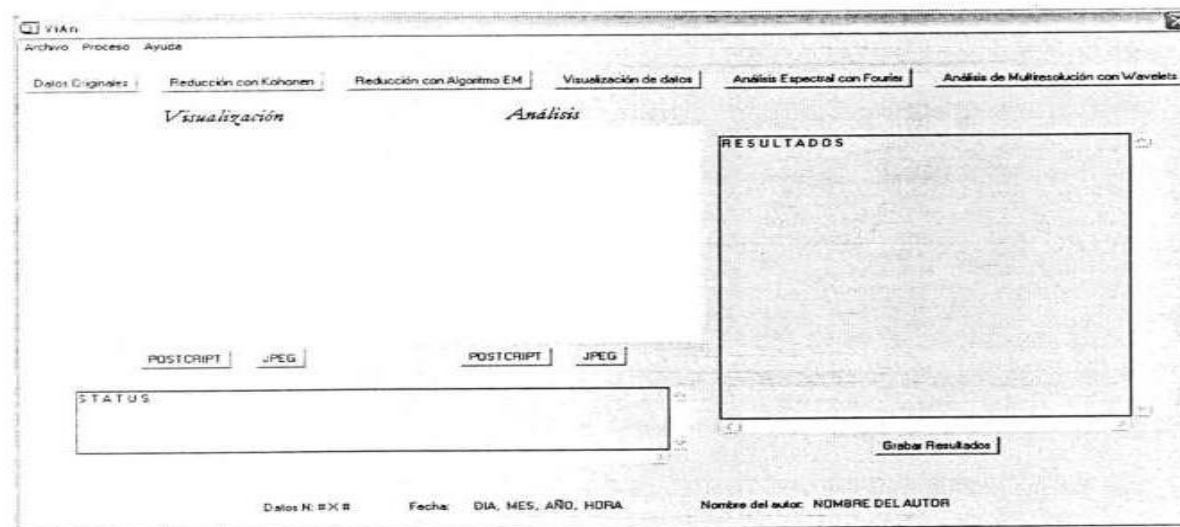 ViAn
Archivo Proceso Ayuda
Datos Originales Reducción con Kohonen Reducción con Algoritmo EM Visualización de datos Análisis Espectral con Fourier Análisis de Multiresolución con Wavelets
Visualización Análisis
RESULTADOS
POSTCRIPT JPEG POSTCRIPT JPEG
STATUS
Grabar Resultados
Datos N: # X # Fecha: DIA, MES, AÑO, HORA Nombre del autor: NOMBRE DEL AUTOR